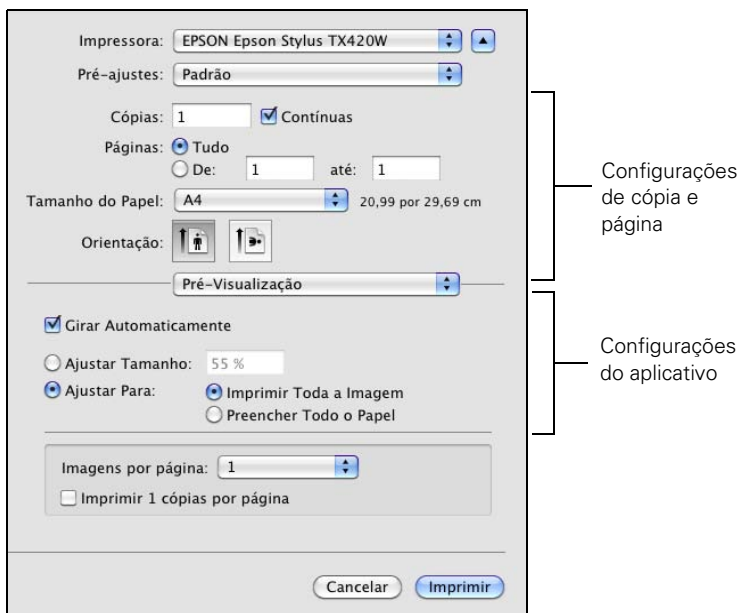 Impressora: EPSON Epson Stylus TX420W
Pré-ajustes: Padrão
Cópias: 1 Contínuas
Páginas: Tudo
De: 1 até: 1
Tamanho do Papel: A4 20,99 por 29,69 cm
Orientação:
Pré-Visualização
Girar Automaticamente
Ajustar Tamanho: 55 %
Ajustar Para: Imprimir Toda a Imagem
Preencher Todo o Papel
Imagens por página: 1
Imprimir 1 cópias por página
Cancelar Imprimir
Configurações
de cópia e
página
Configurações
do aplicativo